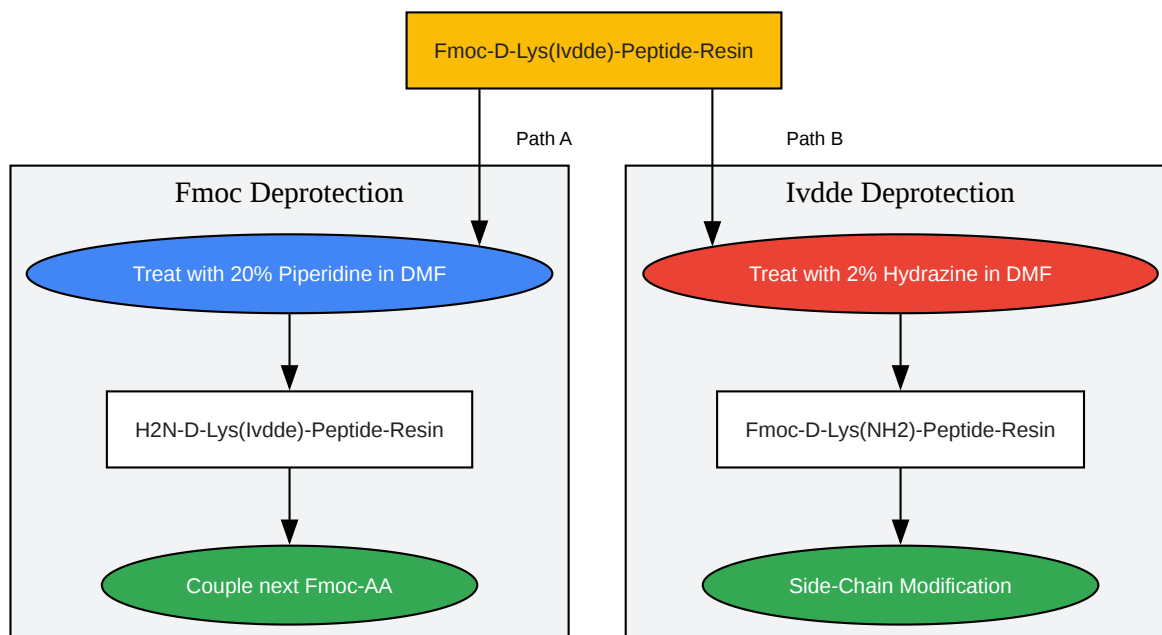 Fmoc-D-Lys(Ivdde)-Peptide-Resin
Path A
Path B
Fmoc Deprotection
Treat with 20% Piperidine in DMF
H2N-D-Lys(Ivdde)-Peptide-Resin
Couple next Fmoc-AA
Ivdde Deprotection
Treat with 2% Hydrazine in DMF
Fmoc-D-Lys(NH2)-Peptide-Resin
Side-Chain Modification